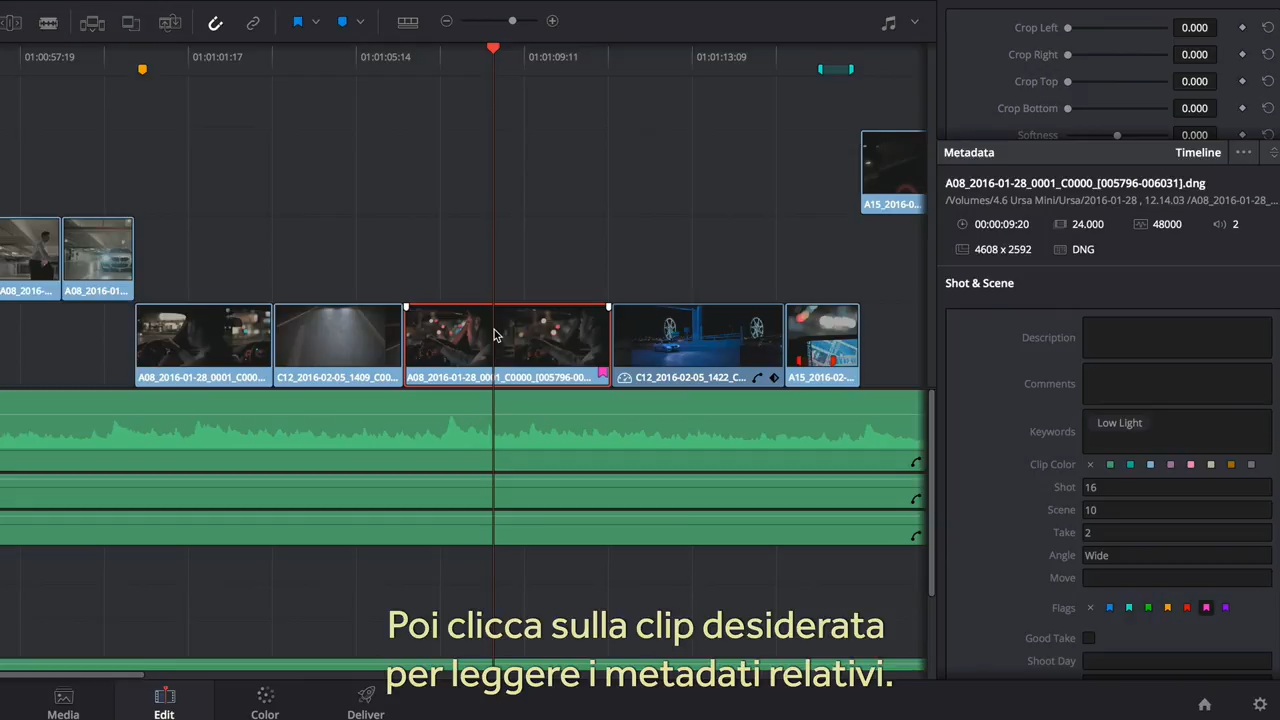 Crop Left 0.000
01:00:57:19 01:01:01:17 01:01:05:14 01:01:09:11 01:01:13:09
Crop Right 0.000
Crop Top 0.000
Crop Bottom 0.000
Softness 0.000
Metadata Timeline
A08_2016-01-28_0001_C0000_[005796-006031].dng
/Volumes/4.6 Ursa Mini/Ursa/2016-01-28 , 12.14.03 /A08_2016-01-28_...
A15_2016-0...
00:00:09:20 24.000 48000 2
4608 x 2592 DNG
Shot & Scene
A08_2016-... A08_2016-01...
Description
A08_2016-01-28_0001_C000... C12_2016-02-05_1409_C00... A08_2016-01-28_0001_C0000_[005796-00... C12_2016-02-05_1422_C... A15_2016-02-...
Comments
Keywords Low Light
Clip Color
Shot 16
Scene 10
Take 2
Angle Wide
Move
Flags
Good Take
Shoot Day
Poi clicca sulla clip desiderata
per leggere i metadati relativi.
Media Edit Color Deliver